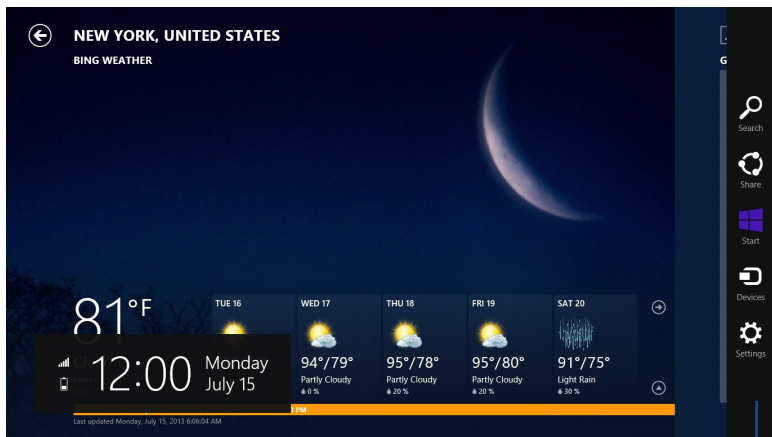 NEW YORK, UNITED STATES
BING WEATHER
G
Search
Share
Start
Devices
Settings
81°F
TUE 16
WED 17
94°/79°
Partly Cloudy
0 %
THU 18
95°/78°
Partly Cloudy
20 %
FRI 19
95°/80°
Partly Cloudy
20 %
SAT 20
91°/75°
Light Rain
30 %
12:00
Monday
July 15
PM
Last updated Monday, July 15, 2013 6:06:04 AM